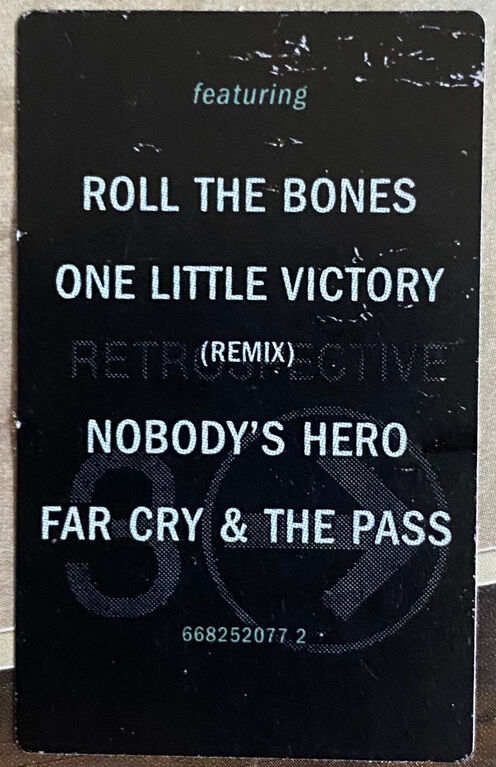 featuring
ROLL THE BONES
ONE LITTLE VICTORY
(REMIX)
RETROSPECTIVE
NOBODY'S HERO
3
FAR CRY & THE PASS
668252077 2